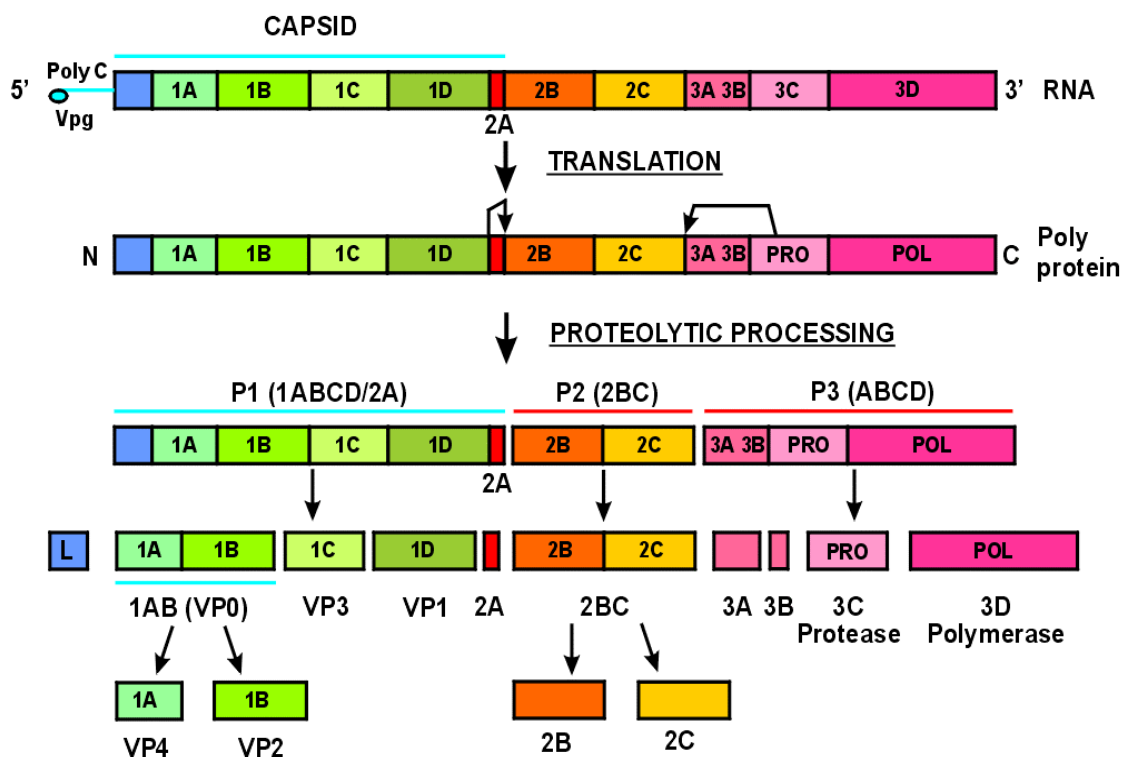 CAPSID
Poly C
5’ 1A 1B 1C 1D 2B 2C 3A 3B 3C 3D 3’ RNA
Vpg
2A
TRANSLATION
N 1A 1B 1C 1D 2B 2C 3A 3B PRO POL C Poly
protein
PROTEOLYTIC PROCESSING
P1 (1ABCD/2A) P2 (2BC) P3 (ABCD)
1A 1B 1C 1D 2B 2C 3A 3B PRO POL
2A
L 1A 1B 1C 1D 2B 2C PRO POL
1AB (VP0) VP3 VP1 2A 2BC 3A 3B 3C 3D
Protease Polymerase
1A 1B
VP4 VP2 2B 2C